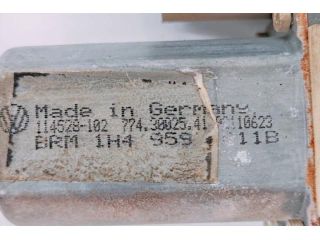 Made in Germany
114528-102 774.38025.41 10623
BRM 1H4 959 11B